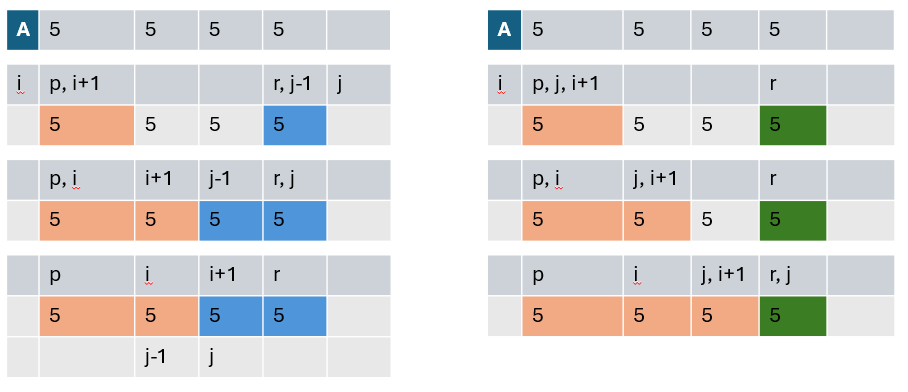 A 5 5 5 5
i p, i+1 r, j-1 j
5 5 5 5
p, i i+1 j-1 r, j
5 5 5 5
p i i+1 r
5 5 5 5
j-1 j
A 5 5 5 5
i p, j, i+1 r
5 5 5 5
p, i j, i+1 r
5 5 5 5
p i j, i+1 r, j
5 5 5 5